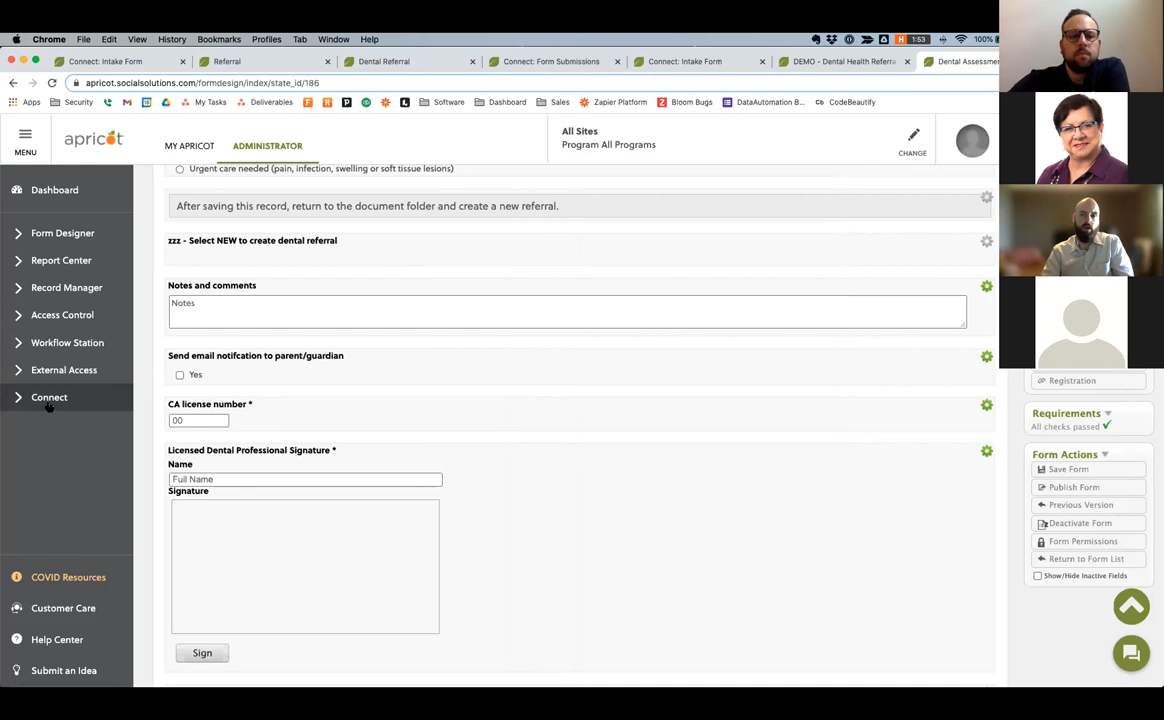 Chrome File Edit View History Bookmarks Profiles Tab Window Help H 1:53 100%
Connect: Intake Form × Referral × Dental Referral × Connect: Form Submissions × Connect: Intake Form × DEMO - Dental Health Referra × Dental Assessm
apricot.socialsolutions.com/formdesign/index/state_id/186
Apps Security My Tasks Deliverables Software Dashboard Sales Zapier Platform Bloom Bugs DataAutomation B... CodeBeautify
MENU
apricot
MY APRICOT
ADMINISTRATOR
All Sites
Program All Programs
CHANGE
Dashboard
Form Designer
Report Center
Record Manager
Access Control
Workflow Station
External Access
Connect
COVID Resources
Customer Care
Help Center
Submit an Idea
Urgent care needed (pain, infection, swelling or soft tissue lesions)
After saving this record, return to the document folder and create a new referral.
zzz - Select NEW to create dental referral
Notes and comments
Notes
Send email notifcation to parent/guardian
Yes
CA license number *
00
Licensed Dental Professional Signature *
Name
Full Name
Signature
Sign
Registration
Requirements
All checks passed
Form Actions
Save Form
Publish Form
Previous Version
Deactivate Form
Form Permissions
Return to Form List
Show/Hide Inactive Fields